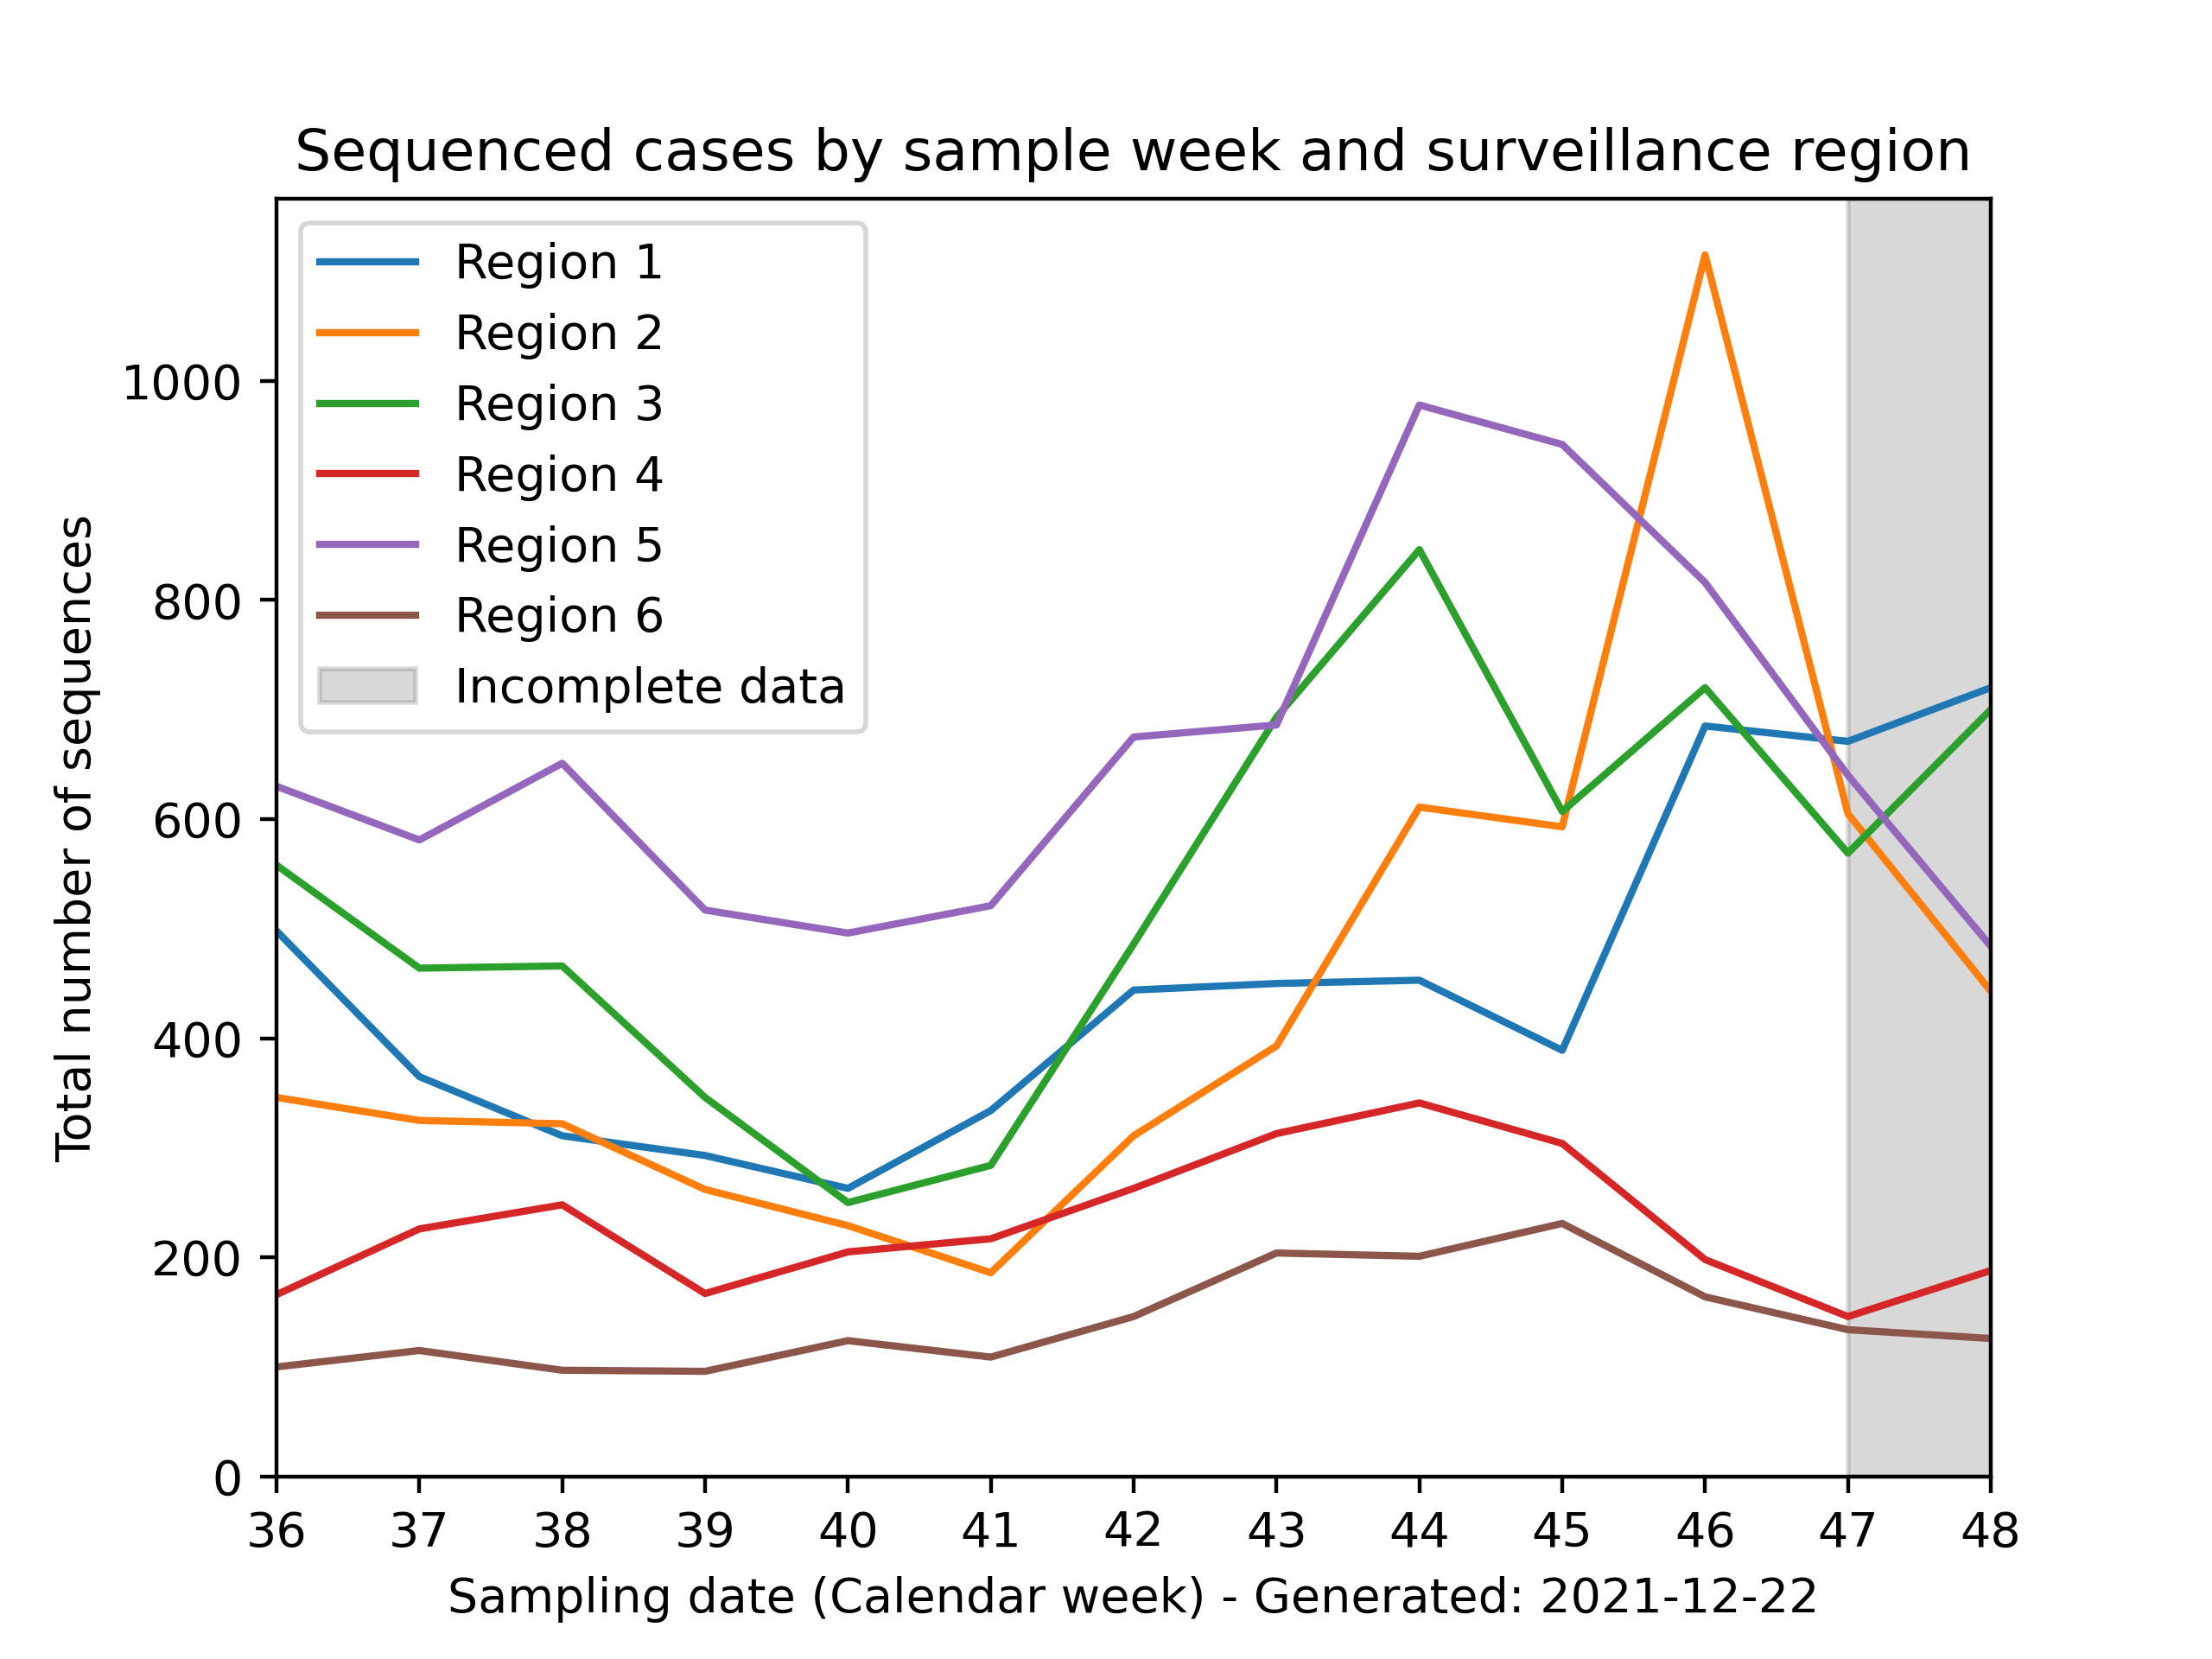 Sequenced cases by sample week and surveillance region
Region 1
Region 2
Region 3
Region 4
Region 5
Region 6
Incomplete data
Total number of sequences
1000
800
600
400
200
0
36 37 38 39 40 41 42 43 44 45 46 47 48
Sampling date (Calendar week) - Generated: 2021-12-22